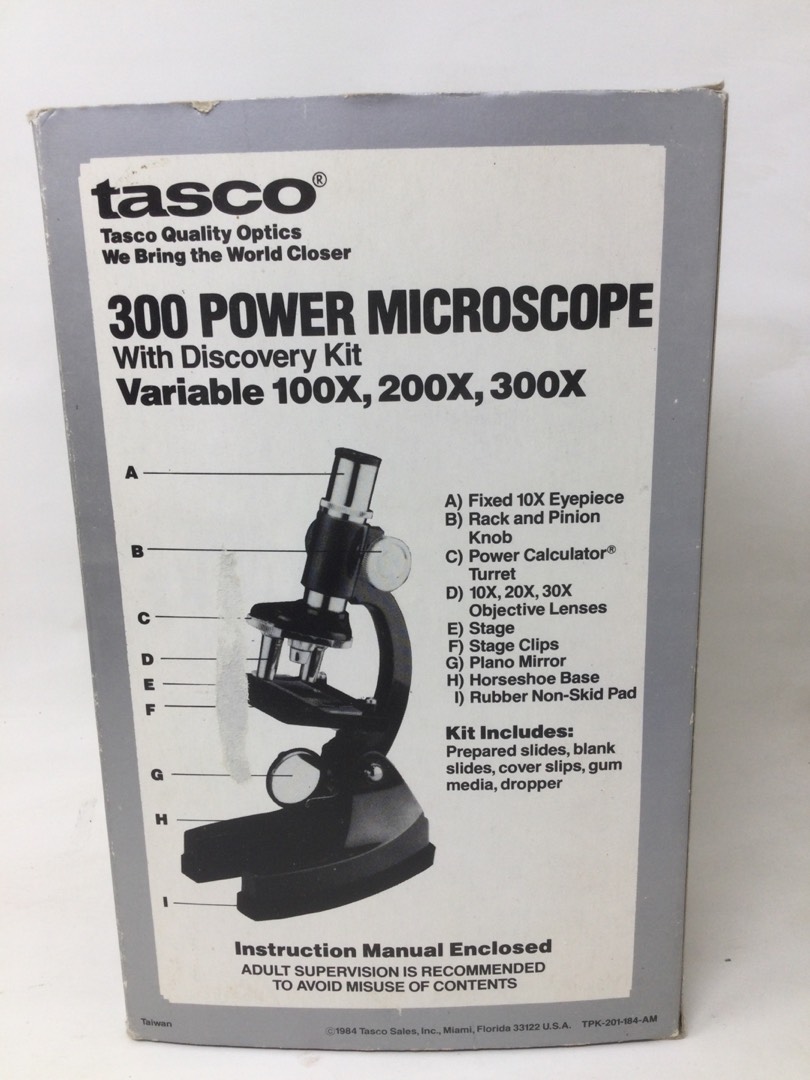 tasco®
Tasco Quality Optics
We Bring the World Closer
300 POWER MICROSCOPE
With Discovery Kit
Variable 100X, 200X, 300X
A
B
C
D
E
F
G
H
I
A) Fixed 10X Eyepiece
B) Rack and Pinion
Knob
C) Power Calculator®
Turret
D) 10X, 20X, 30X
Objective Lenses
E) Stage
F) Stage Clips
G) Plano Mirror
H) Horseshoe Base
I) Rubber Non-Skid Pad
Kit Includes:
Prepared slides, blank
slides, cover slips, gum
media, dropper
Instruction Manual Enclosed
ADULT SUPERVISION IS RECOMMENDED
TO AVOID MISUSE OF CONTENTS
Taiwan
©1984 Tasco Sales, Inc., Miami, Florida 33122 U.S.A. TPK-201-184-AM